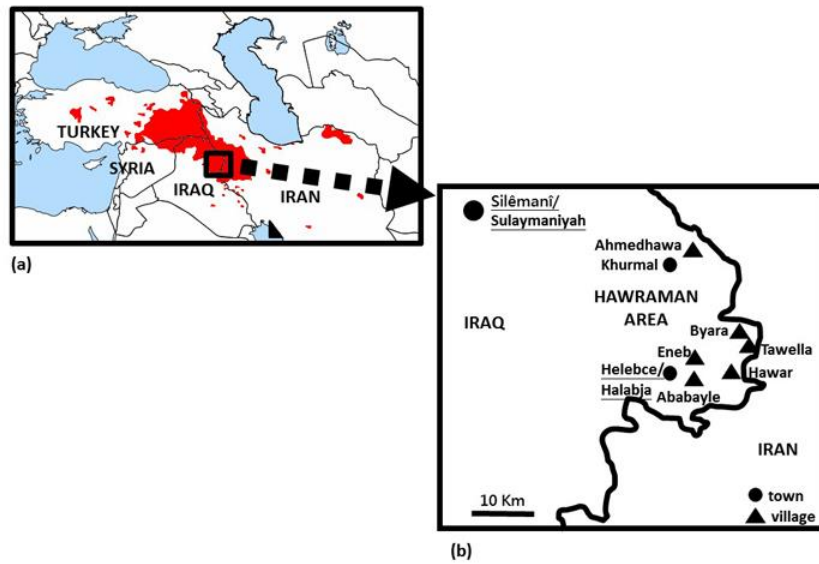 TURKEY
SYRIA
IRAQ
IRAN
(a)
Silêmanî/
Sulaymaniyah
Ahmedhawa
Khurmal
HAWRAMAN
AREA
IRAQ
Byara
Tawella
Eneb
Hawar
Helebce/
Halabja
Ababayle
IRAN
10 Km
town
village
(b)